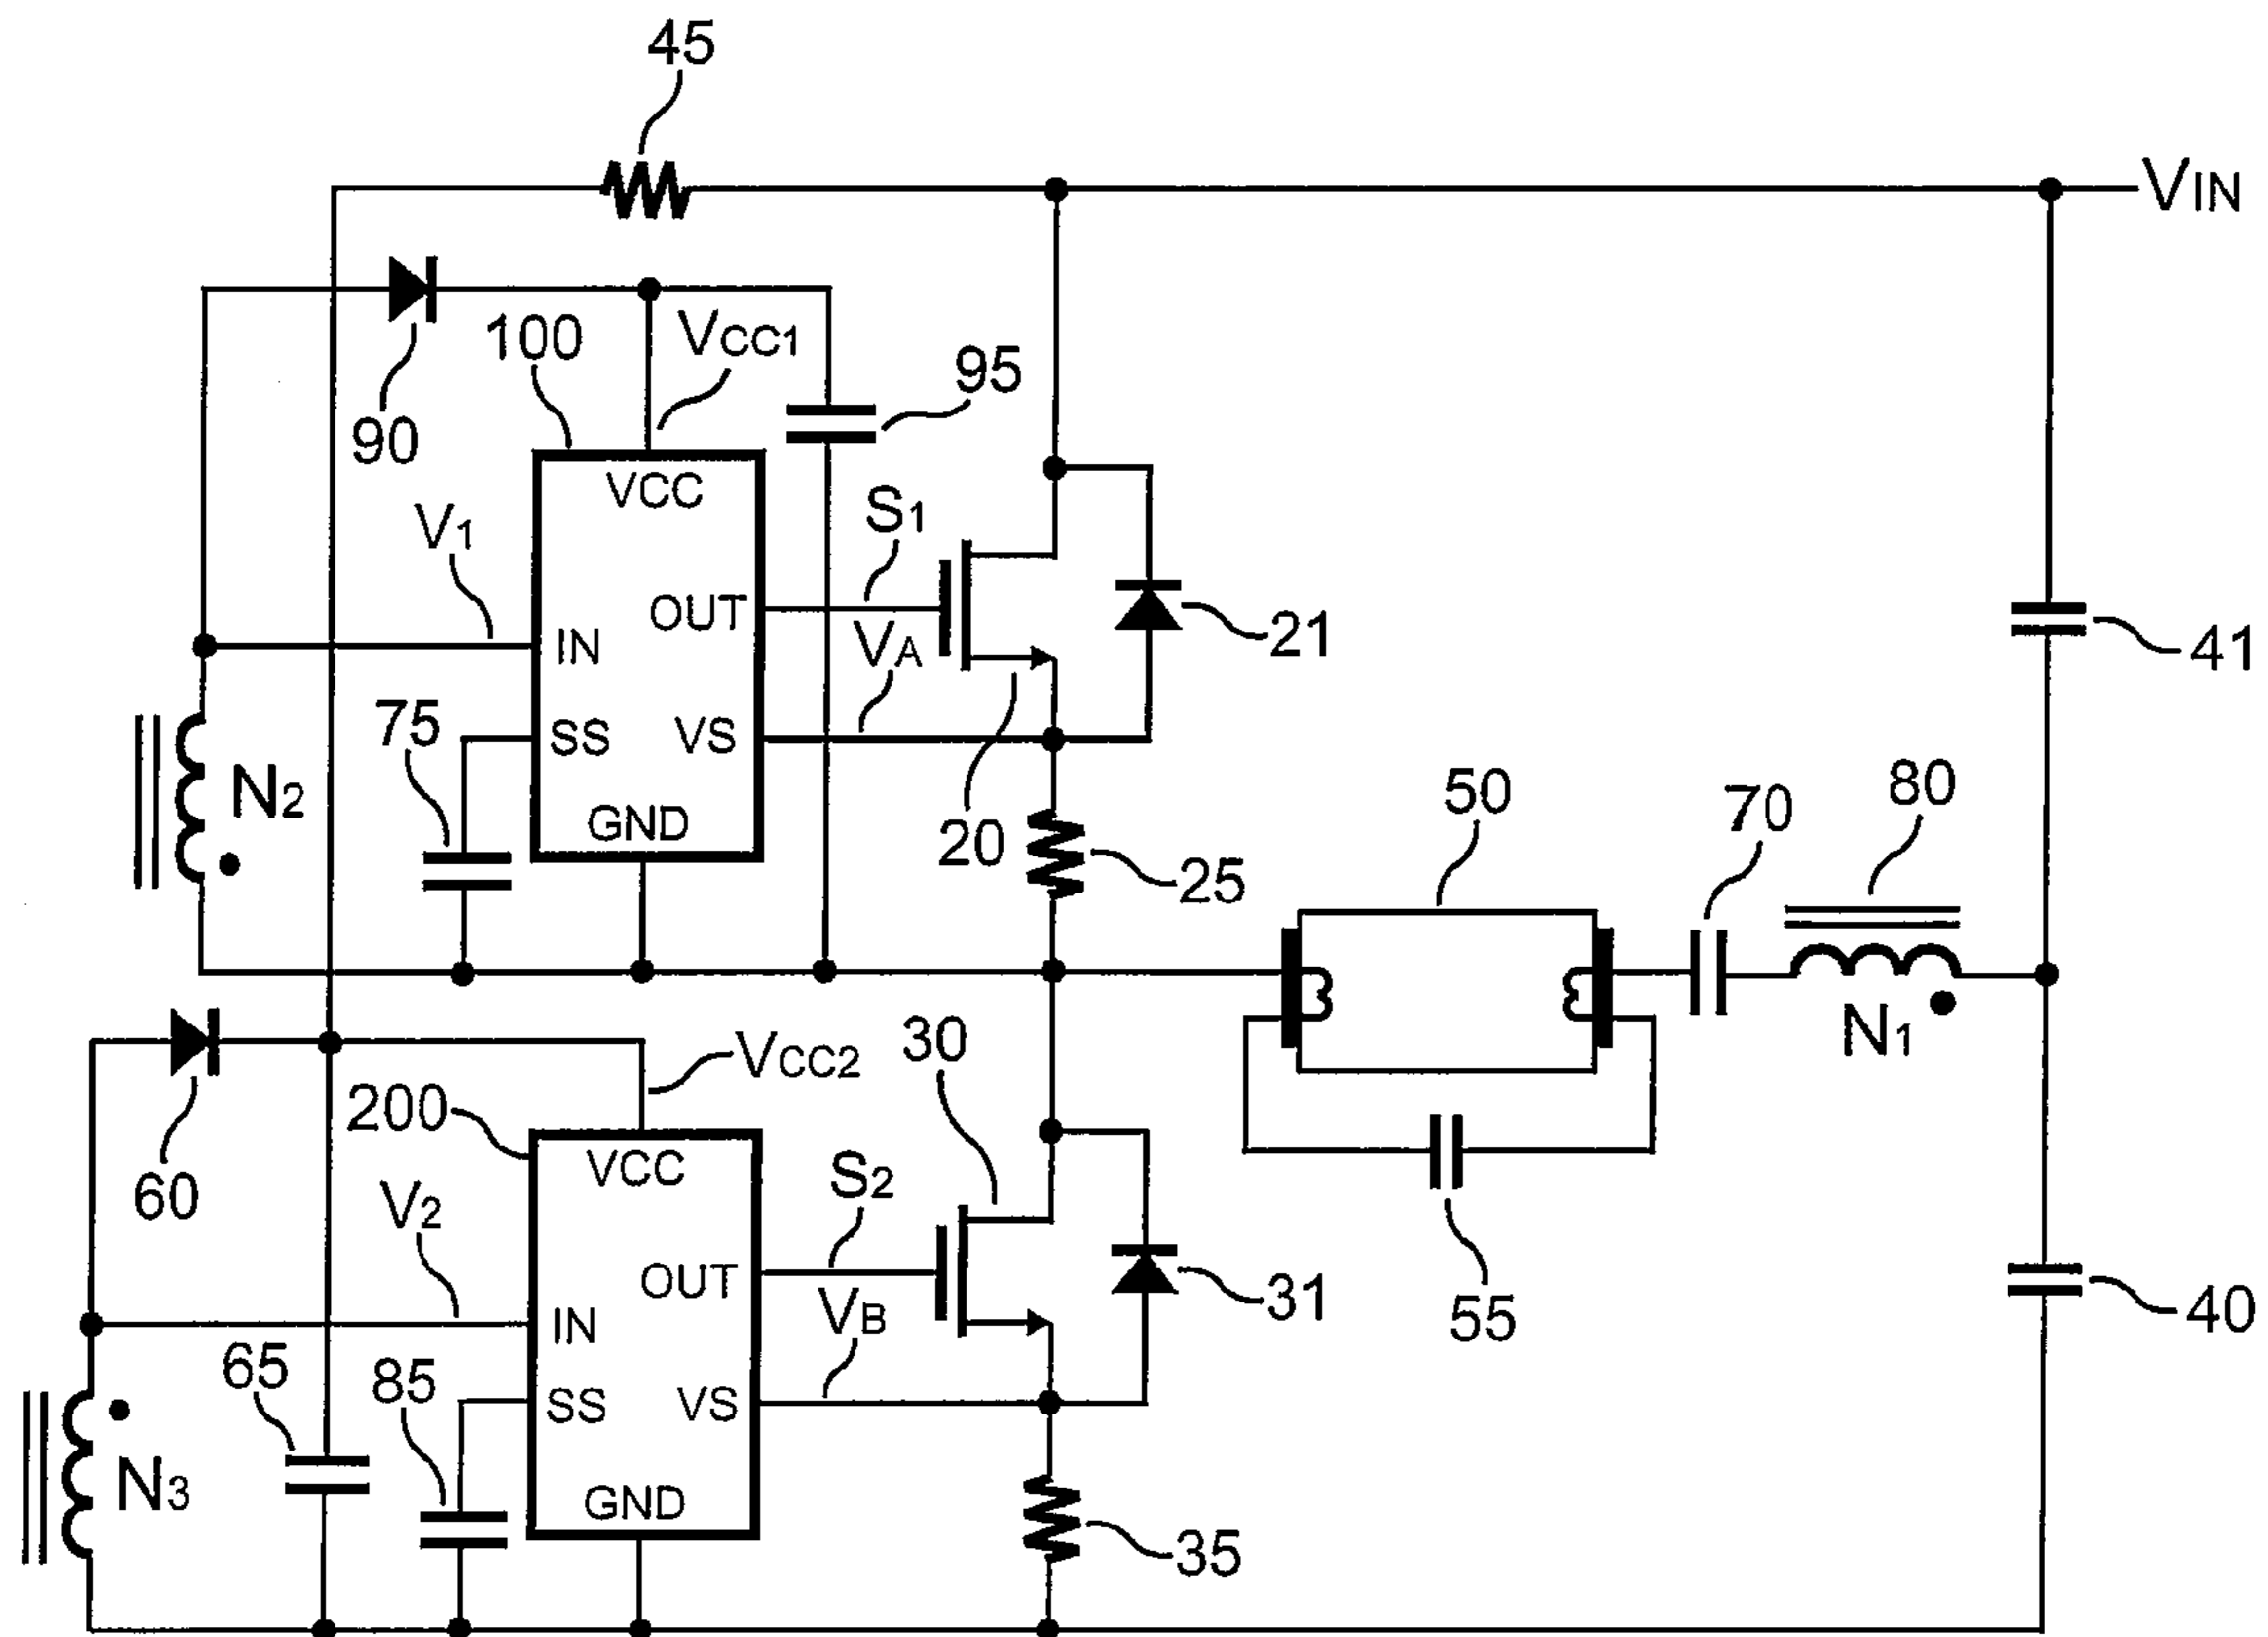 45
VIN
100
VCC1
95
90
VCC
S1
V1
OUT
21
IN
VA
41
75
SS
VS
N2
50
80
70
GND
20
25
30
N1
VCC2
200
VCC
60
S2
V2
OUT
31
VB
IN
55
40
65
85
SS
VS
N3
GND
35